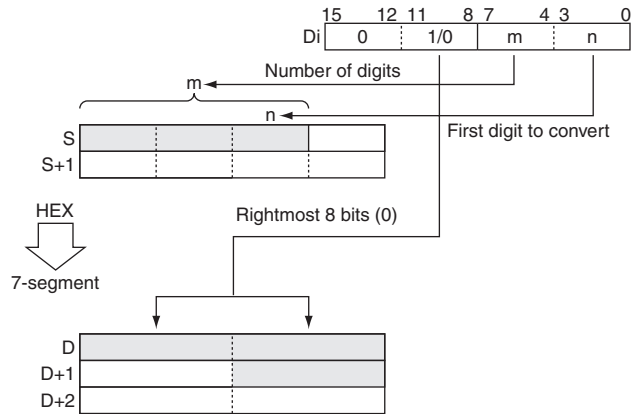 15 12 11 8 7 4 3 0
Di 0 1/0 m n
Number of digits
m
n
First digit to convert
S
S+1
HEX
Rightmost 8 bits (0)
7-segment
D
D+1
D+2